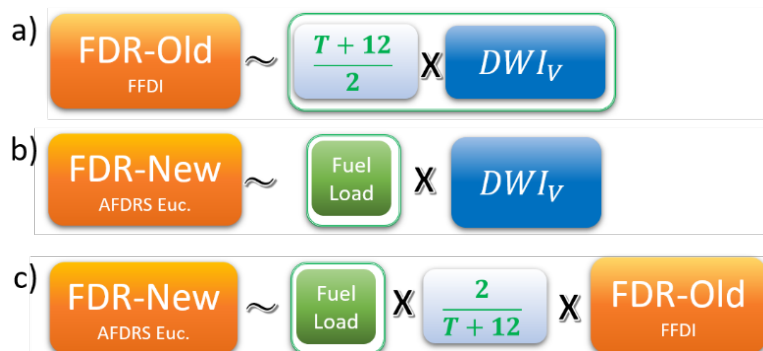 a) FDR-Old FFDI ~ (T + 12)/2 X DWI_V
b) FDR-New AFDRS Euc. ~ Fuel Load X DWI_V
c) FDR-New AFDRS Euc. ~ Fuel Load X 2/(T + 12) X FDR-Old FFDI